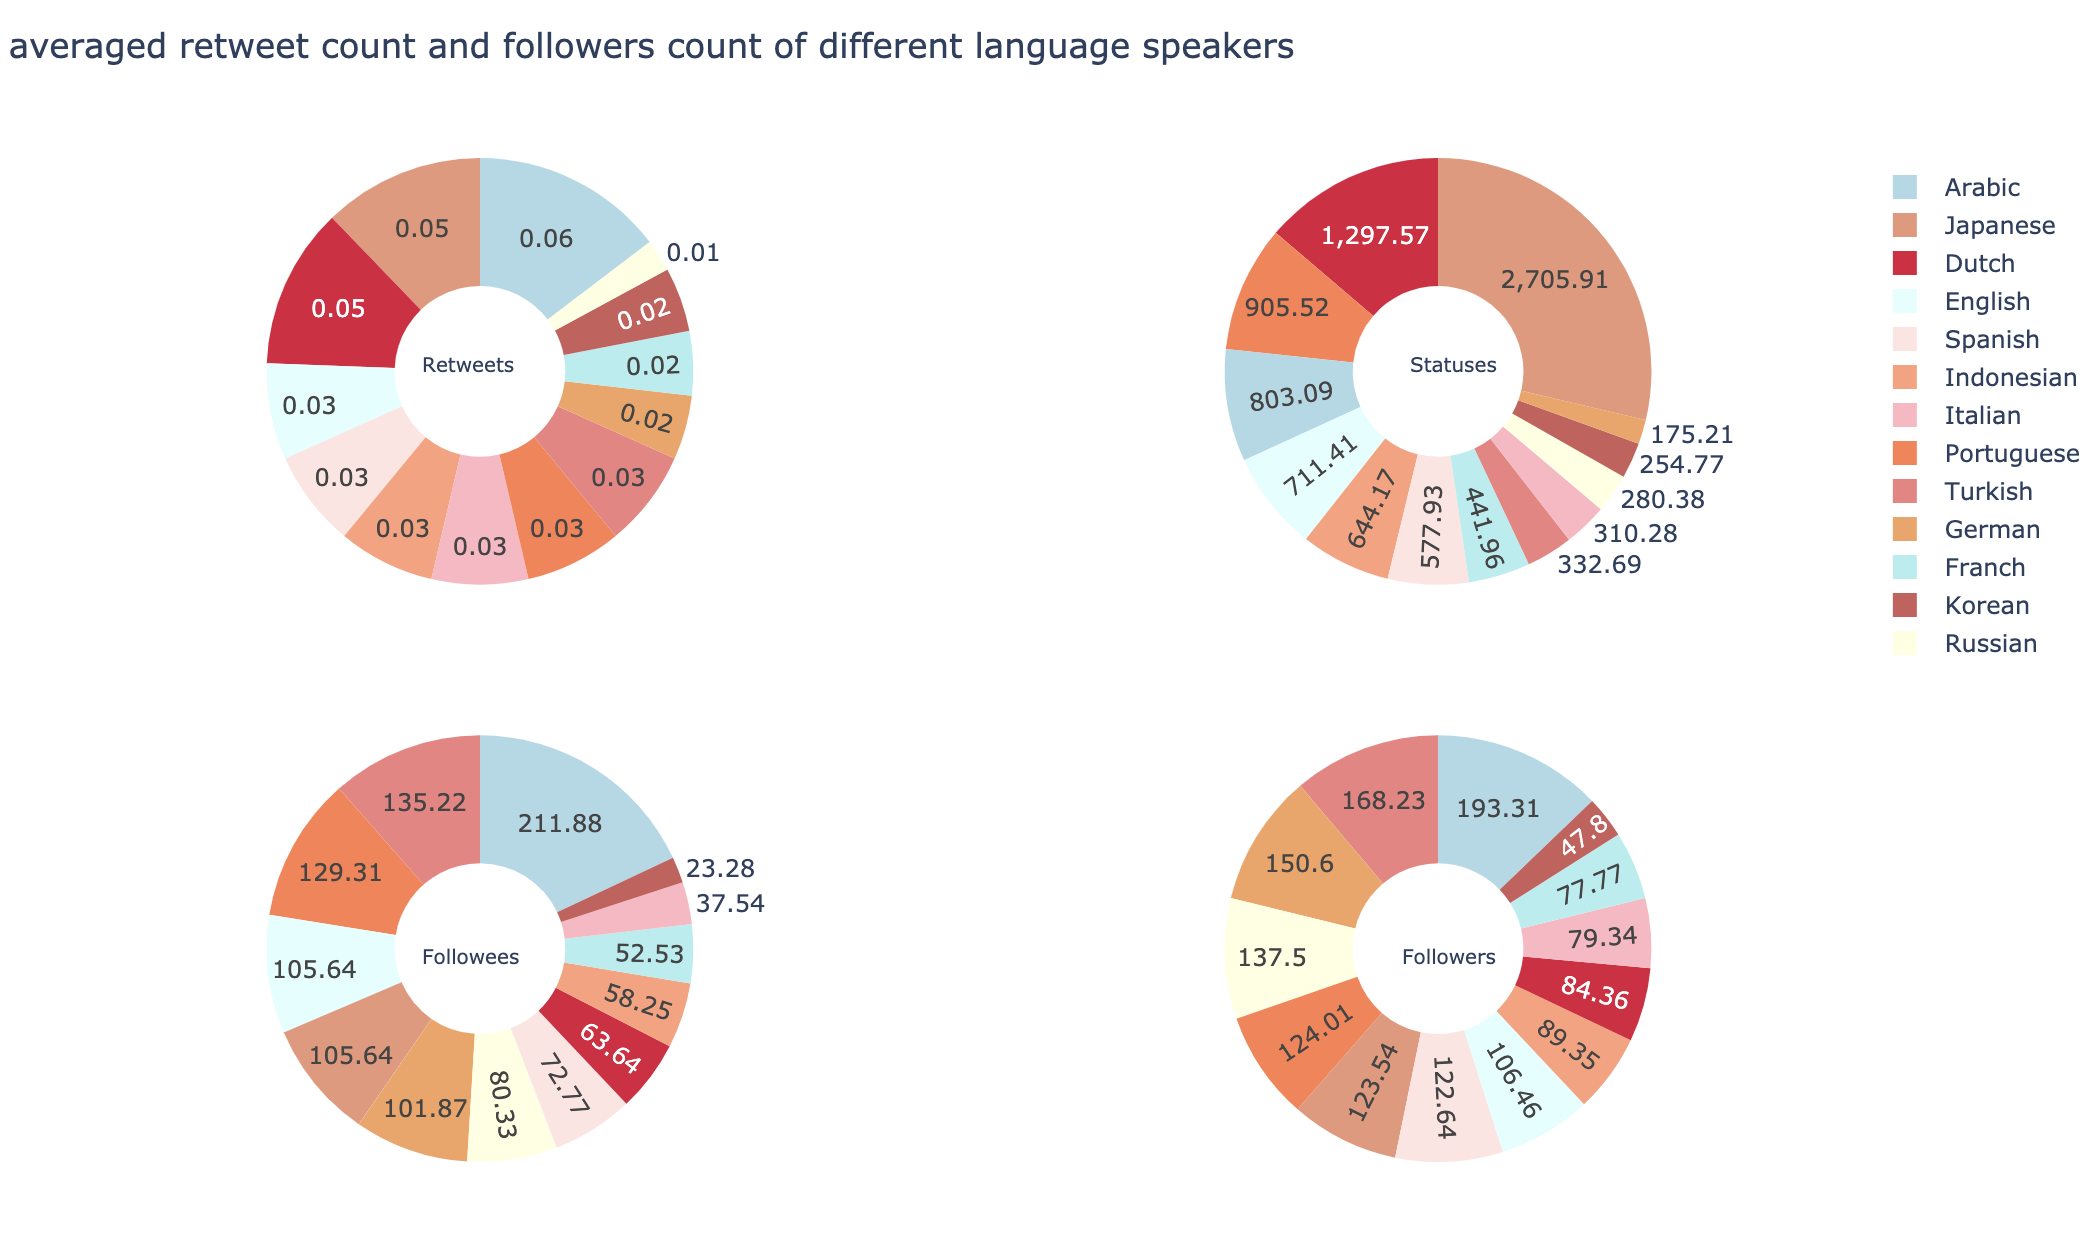 averaged retweet count and followers count of different language speakers
0.06
0.05
0.05
0.03
0.03
0.03
0.03
0.03
0.03
0.02
0.02
0.02
0.01
Retweets
2,705.91
1,297.57
905.52
803.09
711.41
644.17
577.93
441.96
332.69
310.28
280.38
254.77
175.21
Statuses
Arabic
Japanese
Dutch
English
Spanish
Indonesian
Italian
Portuguese
Turkish
German
Franch
Korean
Russian
211.88
135.22
129.31
105.64
105.64
101.87
80.33
72.77
63.64
58.25
52.53
37.54
23.28
Followees
193.31
168.23
150.6
137.5
124.01
123.54
122.64
106.46
89.35
84.36
79.34
77.77
47.8
Followers